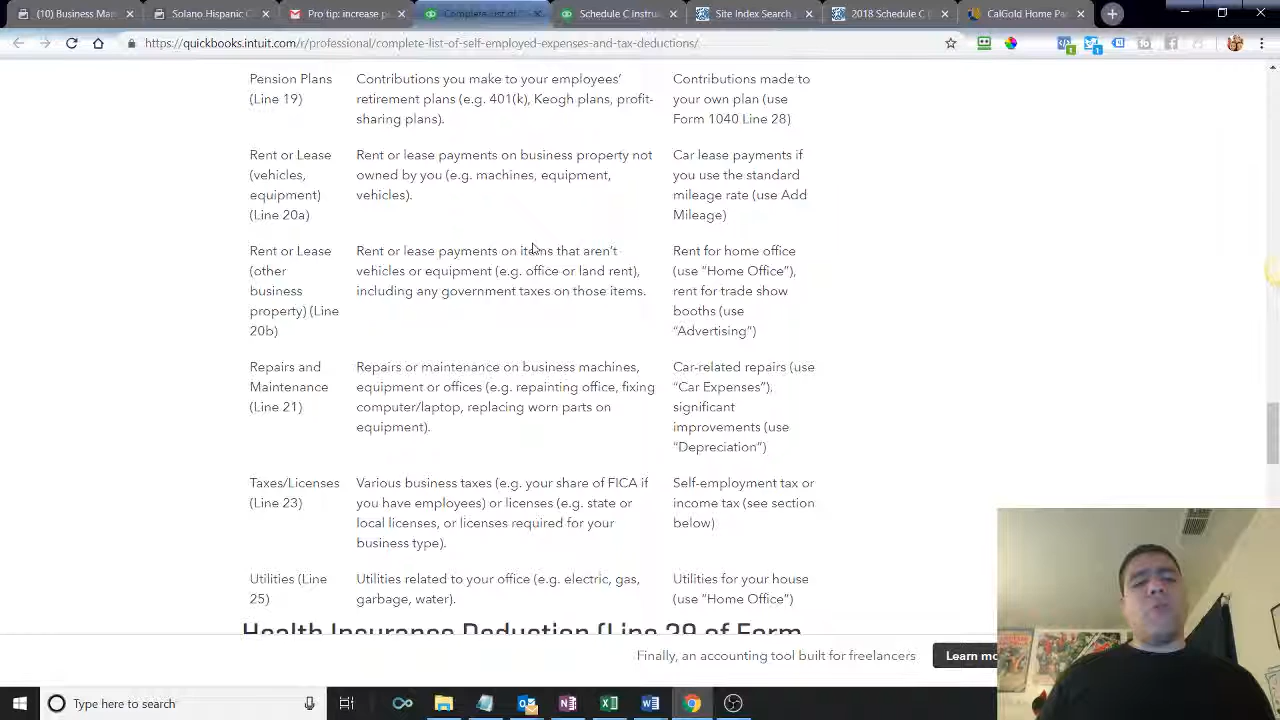 (10) Business Ma
Solano Hispanic C
Pro tip: increase p
Complete list of
Schedule C instru
Site Index Search
2018 Schedule C
CalGold Home Pa
https://quickbooks.intuit.com/r/professional/complete-list-of-self-employed-expenses-and-tax-deductions/
Pension Plans
(Line 19)
Contributions you make to your employees'
retirement plans (e.g. 401(k), Keogh plans, profit-
sharing plans).
Contributions made to
your own plan (use
Form 1040 Line 28)
Rent or Lease
(vehicles,
equipment)
(Line 20a)
Rent or lease payments on business property not
owned by you (e.g. machines, equipment,
vehicles).
Car lease payments if
you use the standard
mileage rate (use Add
Mileage)
Rent or Lease
(other
business
property) (Line
20b)
Rent or lease payments on items that aren't
vehicles or equipment (e.g. office or land rent),
including any government taxes on those items.
Rent for home office
(use "Home Office"),
rent for trade show
booths (use
"Advertising")
Repairs and
Maintenance
(Line 21)
Repairs or maintenance on business machines,
equipment or offices (e.g. repainting office, fixing
computer/laptop, replacing worn parts on
equipment).
Car-related repairs (use
"Car Expenses"),
significant
improvements (use
"Depreciation")
Taxes/Licenses
(Line 23)
Various business taxes (e.g. your share of FICA if
you have employees) or licenses (e.g. state or
local licenses, or licenses required for your
business type).
Self-employment tax or
income tax (see section
below)
Utilities (Line
25)
Utilities related to your office (e.g. electric, gas,
garbage, water).
Utilities for your house
(use "Home Office")
Health Insurance Deduction (Line 29 of Form
Finally, an accounting tool built for freelancers
Learn mo
Type here to search